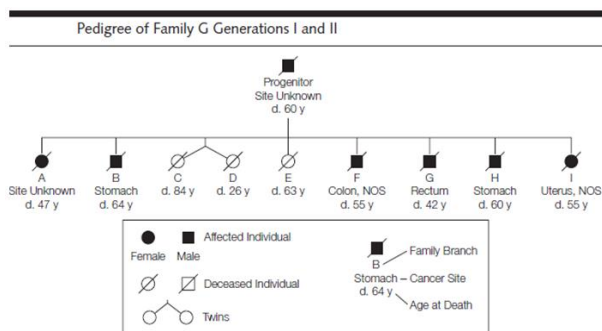 Pedigree of Family G Generations I and II
Progenitor
Site Unknown
d. 60 y
A B C D E F G H I
Site Unknown Stomach d. 84 y d. 26 y d. 63 y Colon, NOS Rectum Stomach Uterus, NOS
d. 47 y d. 64 y d. 55 y d. 42 y d. 60 y d. 55 y
Affected Individual
Female Male
Deceased Individual
Twins
Family Branch
B
Stomach – Cancer Site
d. 64 y
Age at Death